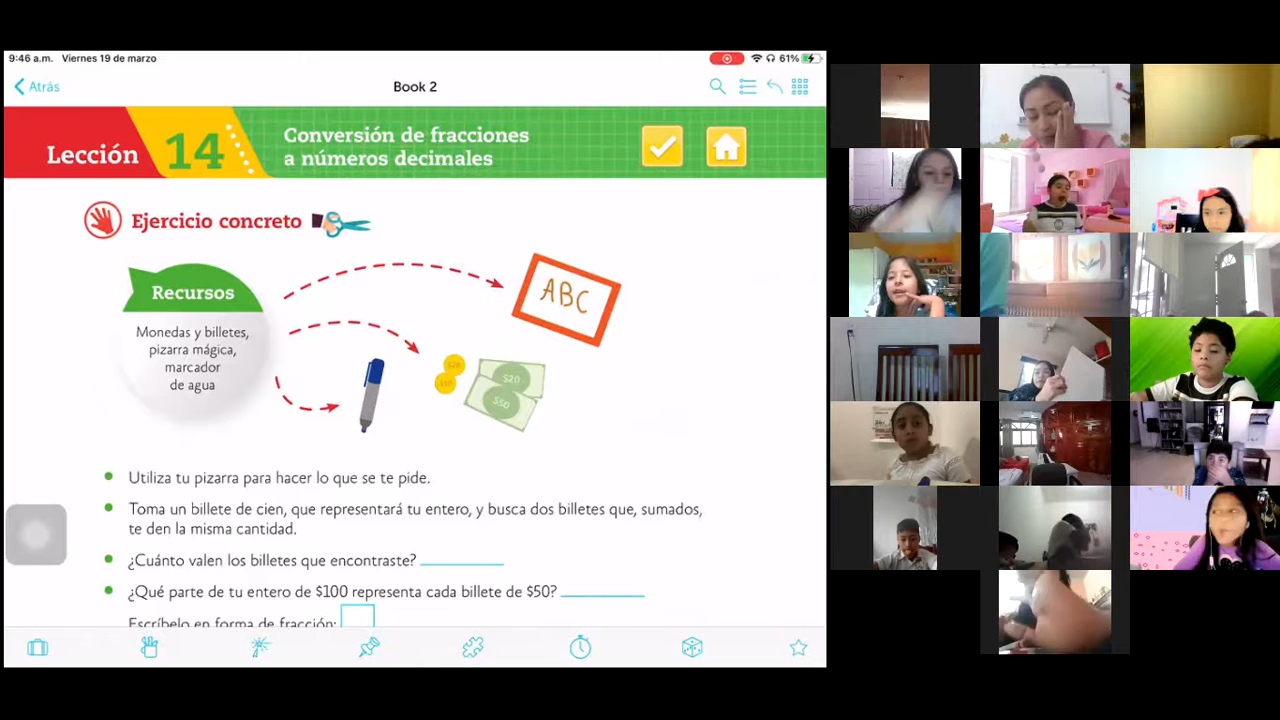 9:46 a.m. Viernes 19 de marzo
61%
Atrás
Book 2
Lección 14
Conversión de fracciones
a números decimales
Ejercicio concreto
Recursos
Monedas y billetes,
pizarra mágica,
marcador
de agua
ABC
$20
$50
Utiliza tu pizarra para hacer lo que se te pide.
Toma un billete de cien, que representará tu entero, y busca dos billetes que, sumados,
te den la misma cantidad.
¿Cuánto valen los billetes que encontraste?
¿Qué parte de tu entero de $100 representa cada billete de $50?
Escríbelo en forma de fracción: